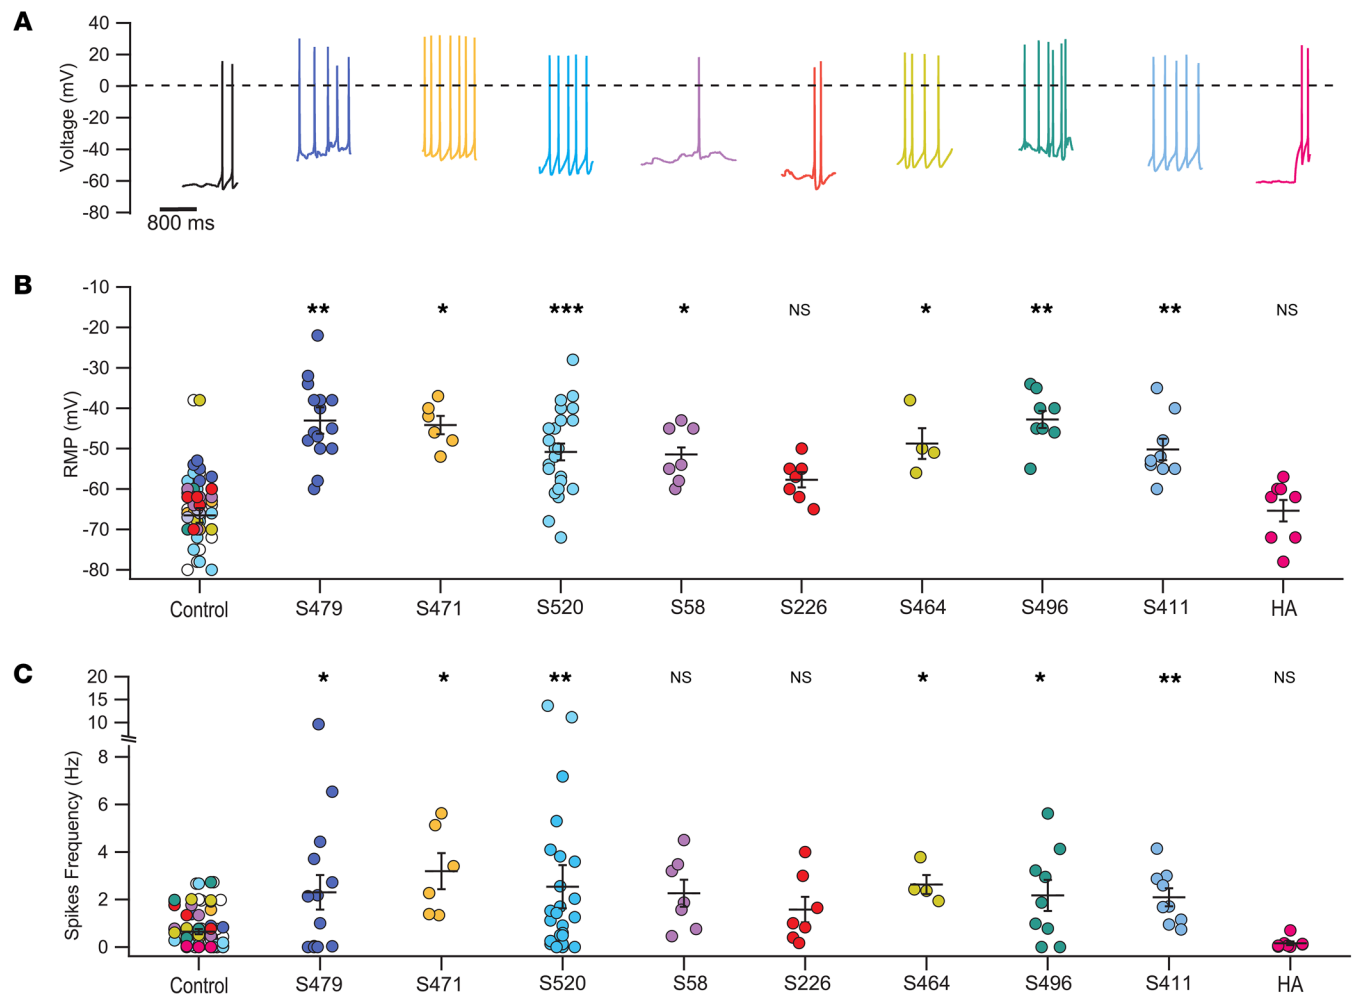 A
Voltage (mV)
40
20
0
-20
-40
-60
-80
800 ms
B
RMP (mV)
-10
-20
-30
-40
-50
-60
-70
-80
** * *** * NS * ** ** NS
Control S479 S471 S520 S58 S226 S464 S496 S411 HA
C
Spikes Frequency (Hz)
20
15
10
8
6
4
2
0
* * ** NS NS * * ** NS
Control S479 S471 S520 S58 S226 S464 S496 S411 HA